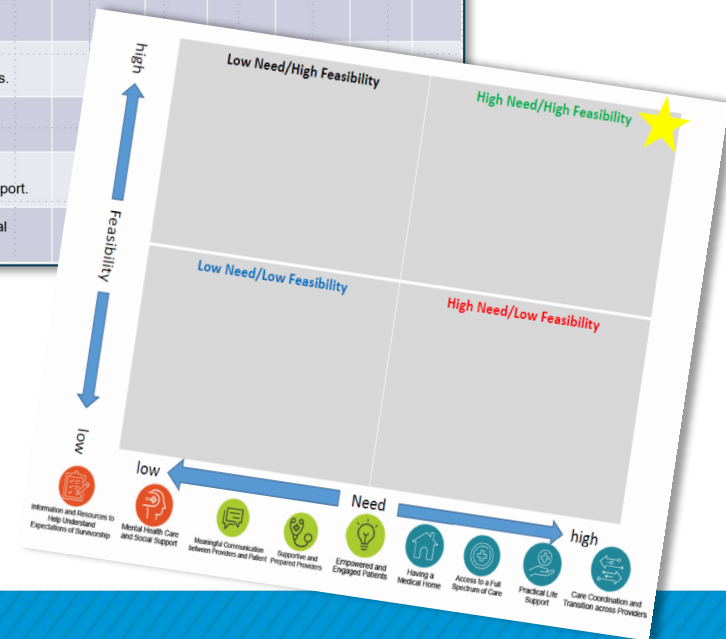 s.
port.
al
high
Feasibility
low
Low Need/High Feasibility
High Need/High Feasibility
Low Need/Low Feasibility
High Need/Low Feasibility
low
Need
high
Information and Resources to
Help Understand
Expectations of Survivorship
Mental Health Care
and Social Support
Meaningful Communication
between Providers and Patient
Supportive and
Prepared Providers
Empowered and
Engaged Patients
Having a
Medical Home
Access to a Full
Spectrum of Care
Practical Life
Support
Care Coordination and
Transition across Providers